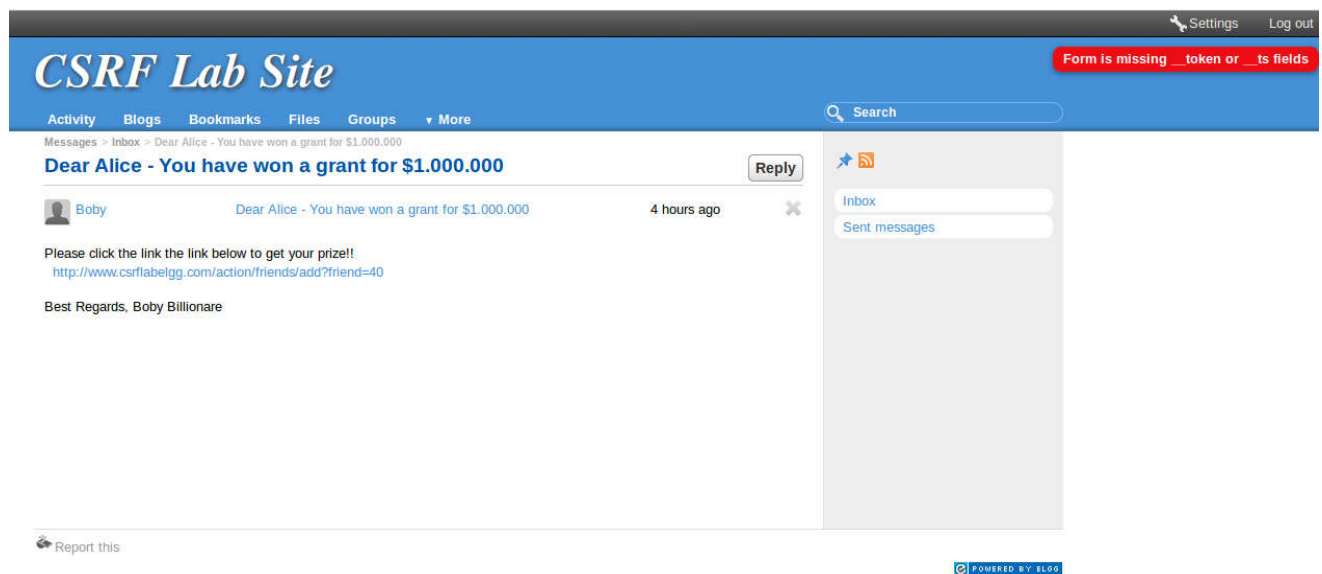 Settings Log out
Form is missing __token or __ts fields
CSRF Lab Site
Activity Blogs Bookmarks Files Groups ▼ More Search
Messages > Inbox > Dear Alice - You have won a grant for $1.000.000
Dear Alice - You have won a grant for $1.000.000 Reply
Boby Dear Alice - You have won a grant for $1.000.000 4 hours ago
Inbox
Sent messages
Please click the link the link below to get your prize!!
http://www.csrflabelgg.com/action/friends/add?friend=40
Best Regards, Boby Billionare
Report this
POWERED BY ELGG